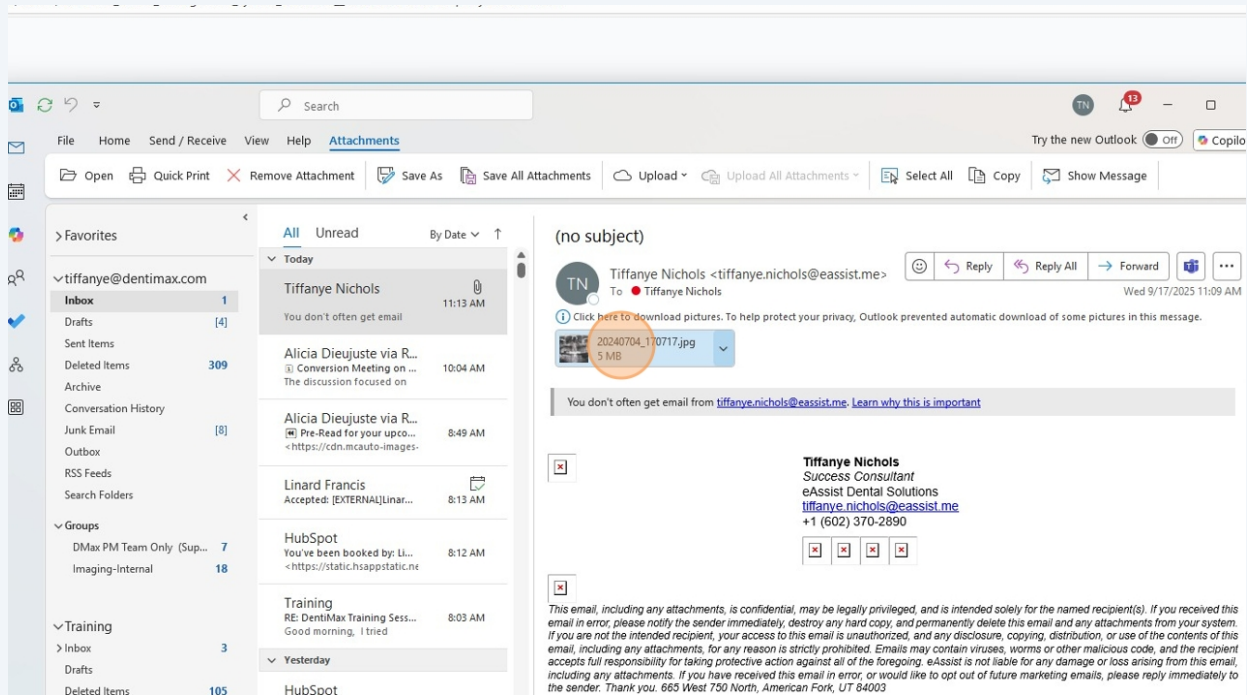 Search
TN
13
File Home Send / Receive View Help Attachments
Try the new Outlook Off Copilo
Open Quick Print Remove Attachment Save As Save All Attachments Upload Upload All Attachments Select All Copy Show Message
Favorites
tiffanye@dentimax.com
Inbox 1
Drafts [4]
Sent Items
Deleted Items 309
Archive
Conversation History
Junk Email [8]
Outbox
RSS Feeds
Search Folders
Groups
DMax PM Team Only (Sup... 7
Imaging-Internal 18
Training
Inbox 3
Drafts
Deleted Items 105
All Unread By Date
Today
Tiffanye Nichols
11:13 AM
You don't often get email
Alicia Dieujuste via R...
Conversion Meeting on ... 10:04 AM
The discussion focused on
Alicia Dieujuste via R...
Pre-Read for your upco... 8:49 AM
<https://cdn.mcauto-images-
Linard Francis
Accepted: [EXTERNAL]Linar... 8:13 AM
HubSpot
You've been booked by: Li... 8:12 AM
<https://static.hsappstatic.ne
Training
RE: DentiMax Training Sess... 8:03 AM
Good morning, I tried
Yesterday
HubSpot
(no subject)
TN
Tiffanye Nichols <tiffanye.nichols@eassist.me>
To Tiffanye Nichols
Reply Reply All Forward
Wed 9/17/2025 11:09 AM
Click here to download pictures. To help protect your privacy, Outlook prevented automatic download of some pictures in this message.
20240704_170717.jpg
5 MB
You don't often get email from tiffanye.nichols@eassist.me. Learn why this is important
Tiffanye Nichols
Success Consultant
eAssist Dental Solutions
tiffanye.nichols@eassist.me
+1 (602) 370-2890
This email, including any attachments, is confidential, may be legally privileged, and is intended solely for the named recipient(s). If you received this
email in error, please notify the sender immediately, destroy any hard copy, and permanently delete this email and any attachments from your system.
If you are not the intended recipient, your access to this email is unauthorized, and any disclosure, copying, distribution, or use of the contents of this
email, including any attachments, for any reason is strictly prohibited. Emails may contain viruses, worms or other malicious code, and the recipient
accepts full responsibility for taking protective action against all of the foregoing. eAssist is not liable for any damage or loss arising from this email,
including any attachments. If you have received this email in error, or would like to opt out of future marketing emails, please reply immediately to
the sender. Thank you. 665 West 750 North, American Fork, UT 84003